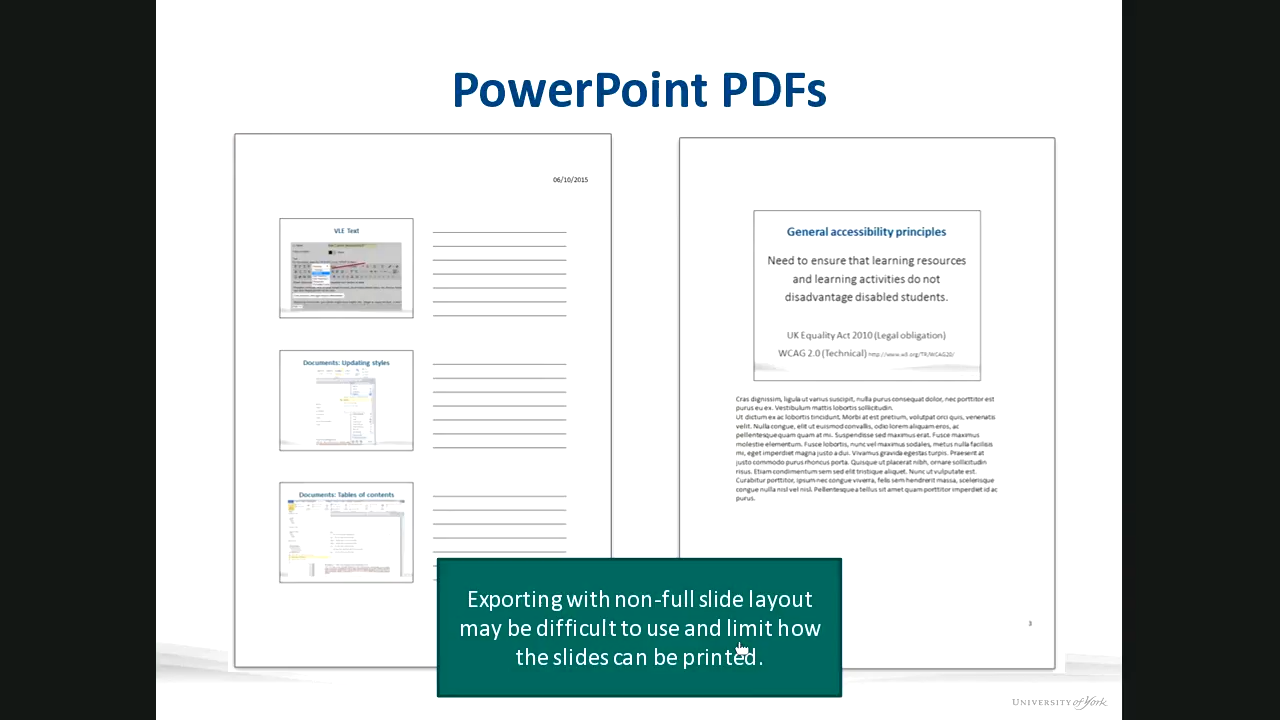 PowerPoint PDFs
06/10/2015
VLE Text
Documents: Updating styles
Documents: Tables of contents
General accessibility principles
Need to ensure that learning resources
and learning activities do not
disadvantage disabled students.
UK Equality Act 2010 (Legal obligation)
WCAG 2.0 (Technical) http://www.w3.org/TR/WCAG20/
Cras dignissim, ligula ut varius suscipit, nulla purus consequat dolor, nec porttitor est
purus eu ex. Vestibulum mattis lobortis sollicitudin.
Ut dictum ex ac lobortis tincidunt. Morbi at est pretium, volutpat orci quis, venenatis
velit. Nulla congue, elit ut euismod convallis, odio lorem aliquam eros, ac
pellentesque quam quam at mi. Suspendisse sed maximus erat. Fusce maximus
molestie elementum. Fusce lobortis, nunc vel maximus sodales, metus nulla facilisis
mi, eget imperdiet magna justo a dui. Vivamus gravida egestas turpis. Praesent at
justo commodo purus rhoncus porta. Quisque ut placerat nibh, ornare sollicitudin
risus. Etiam condimentum sem sed elit tristique aliquet. Nunc ut vulputate est.
Curabitur porttitor, ipsum nec congue viverra, felis sem hendrerit massa, scelerisque
congue nulla nisl vel nisl. Pellentesque a tellus sit amet quam porttitor imperdiet id ac
purus.
3
Exporting with non-full slide layout
may be difficult to use and limit how
the slides can be printed.
UNIVERSITY of York